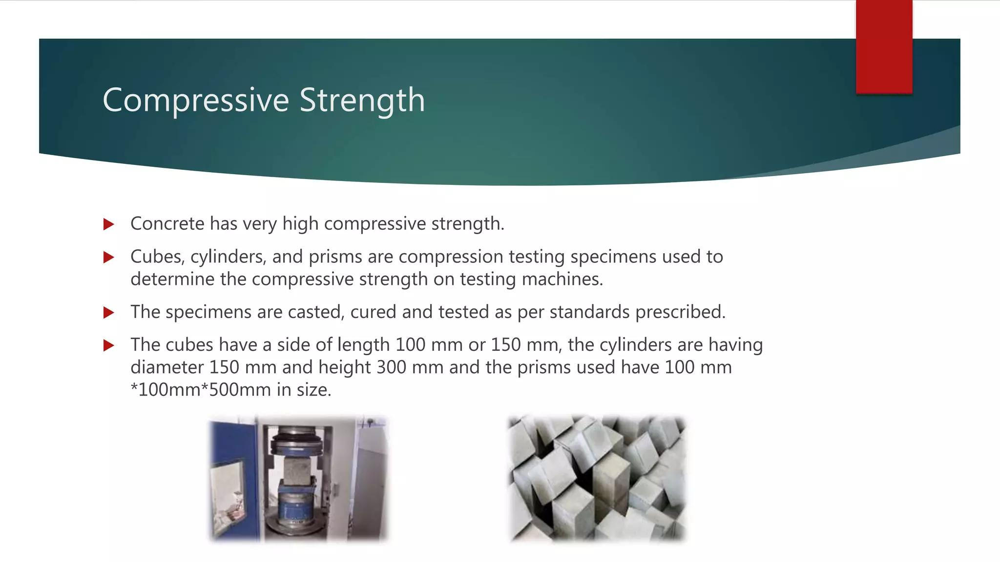 Compressive Strength
Concrete has very high compressive strength.
Cubes, cylinders, and prisms are compression testing specimens used to
determine the compressive strength on testing machines.
The specimens are casted, cured and tested as per standards prescribed.
The cubes have a side of length 100 mm or 150 mm, the cylinders are having
diameter 150 mm and height 300 mm and the prisms used have 100 mm
*100mm*500mm in size.